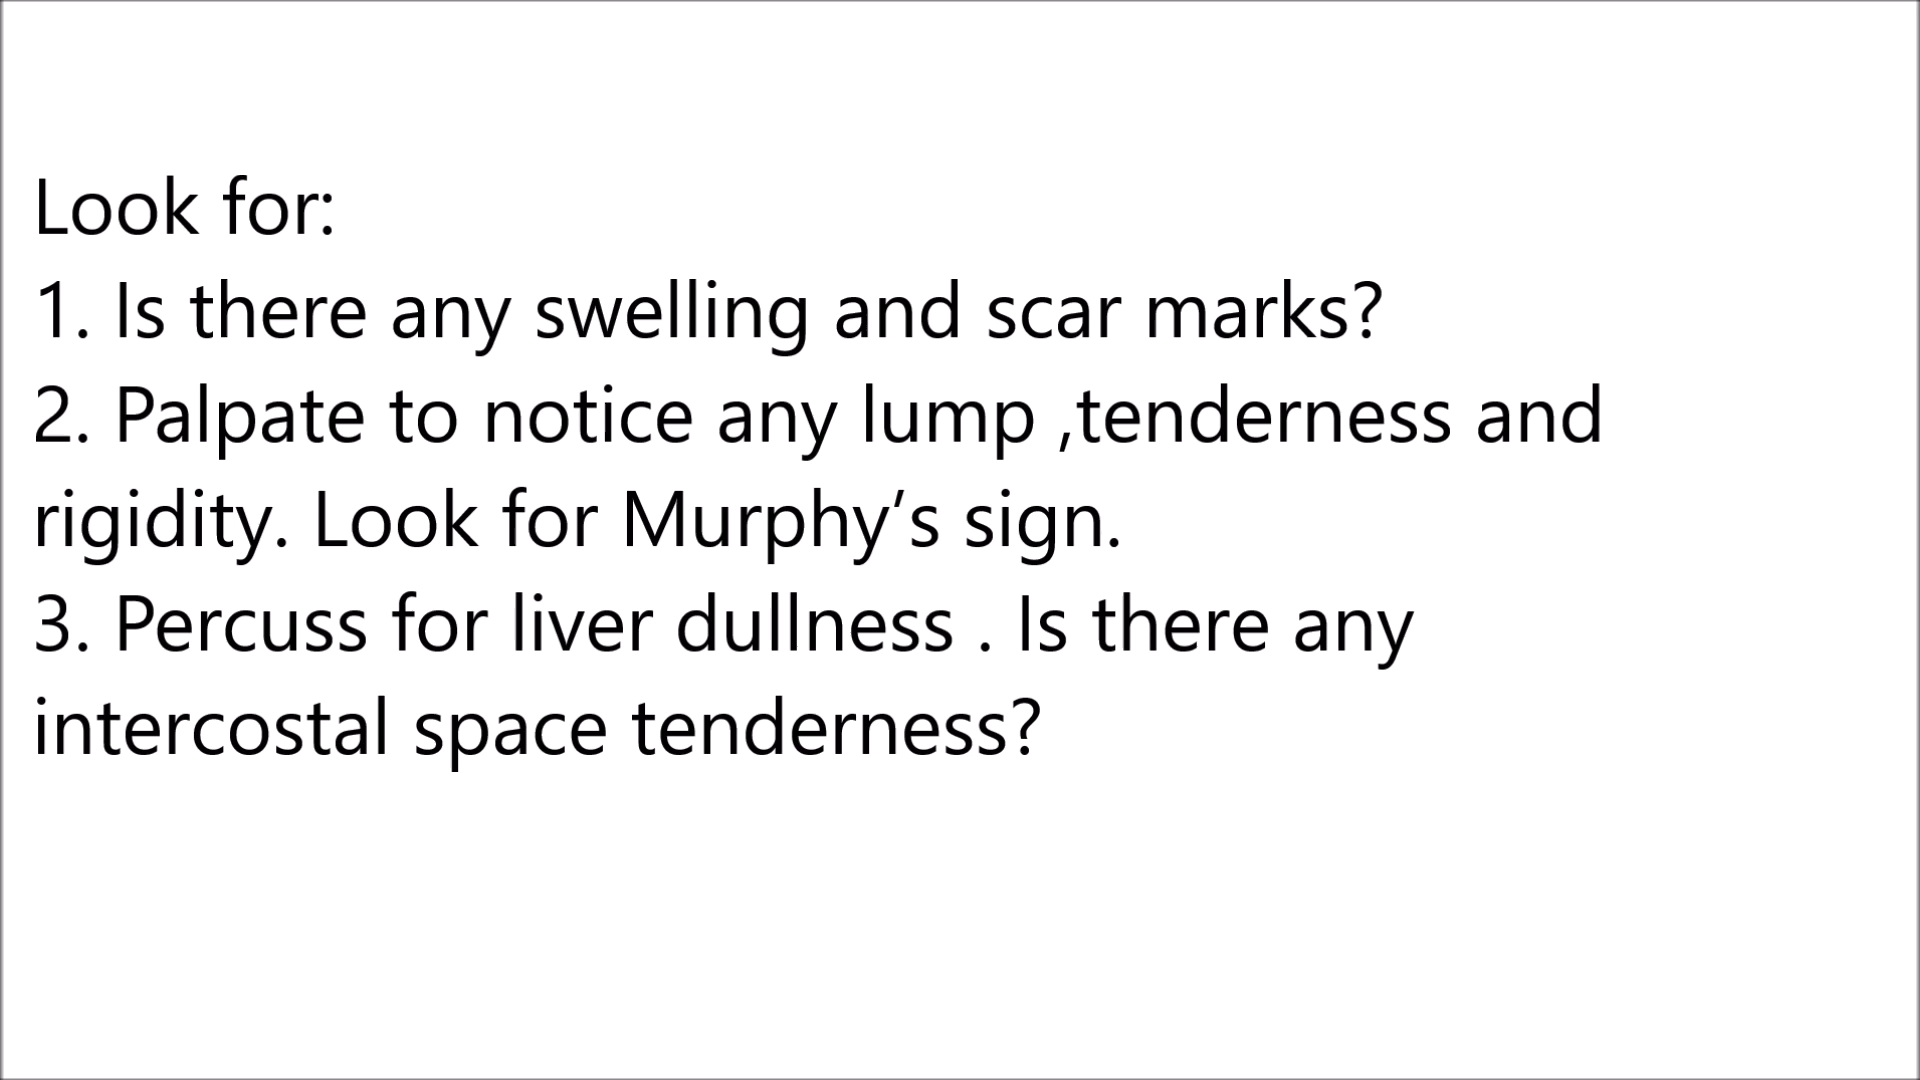 Look for:
1. Is there any swelling and scar marks?
2. Palpate to notice any lump ,tenderness and
rigidity. Look for Murphy’s sign.
3. Percuss for liver dullness . Is there any
intercostal space tenderness?